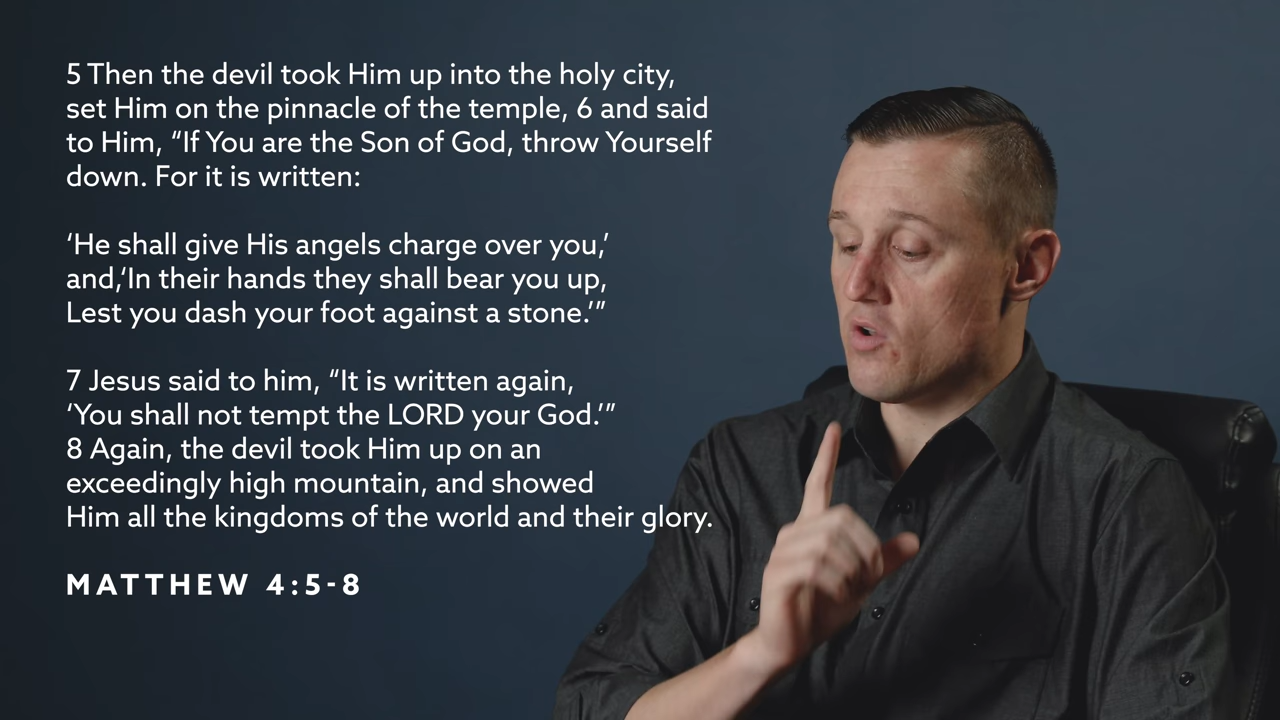 5 Then the devil took Him up into the holy city,
set Him on the pinnacle of the temple, 6 and said
to Him, “If You are the Son of God, throw Yourself
down. For it is written:
‘He shall give His angels charge over you,’
and,‘In their hands they shall bear you up,
Lest you dash your foot against a stone.’”
7 Jesus said to him, “It is written again,
‘You shall not tempt the LORD your God.’”
8 Again, the devil took Him up on an
exceedingly high mountain, and showed
Him all the kingdoms of the world and their glory.
MATTHEW 4:5-8